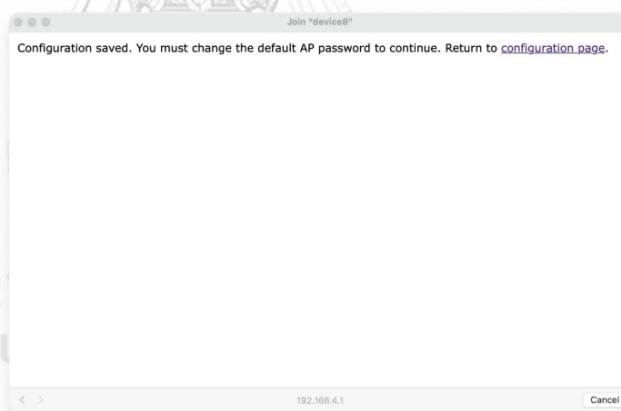 Join "device8"
Configuration saved. You must change the default AP password to continue. Return to configuration page.
192.168.4.1
Cancel